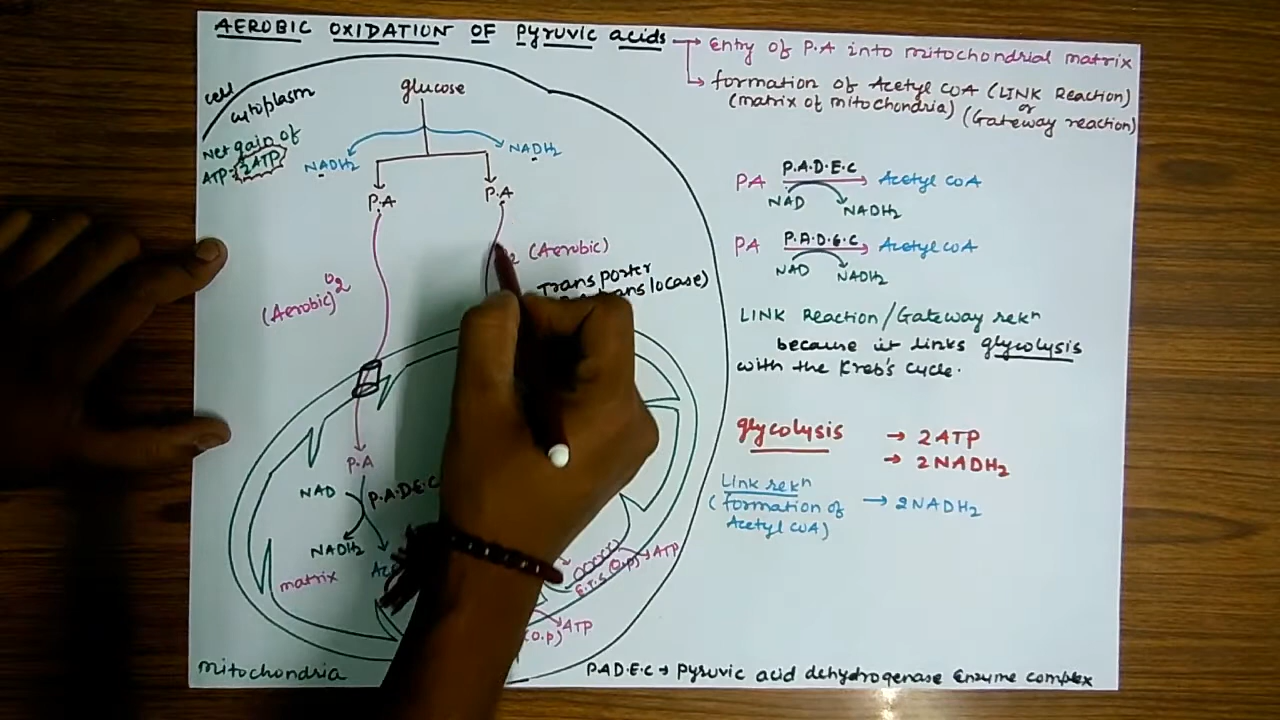 AEROBIC OXIDATION OF Pyruvic acids
→ Entry of P.A into mitochondrial matrix
→ formation of Acetyl COA (LINK Reaction)
(matrix of mitochondria) or (Gateway reaction)
cell
cytoplasm
glucose
Net gain of
ATP = 2ATP
NADH2
NADH2
P.A
P.A
O2
(Aerobic)
(Aerobic)
Transporter
translocase)
P.A
NAD
P.A.D.E.C
NADH2
matrix
ATP
E.T.S (O.p)
(O.p) ATP
mitochondria
P.A.D.E.C
PA → Acetyl COA
NAD NADH2
P.A.D.E.C
PA → Acetyl COA
NAD NADH2
LINK Reaction/Gateway rekn
because it links glycolysis
with the Kreb's cycle.
glycolysis → 2ATP
→ 2NADH2
Link rekn
(formation of → 2NADH2
Acetyl COA)
P.A.D.E.C → Pyruvic acid dehydrogenase Enzyme complex